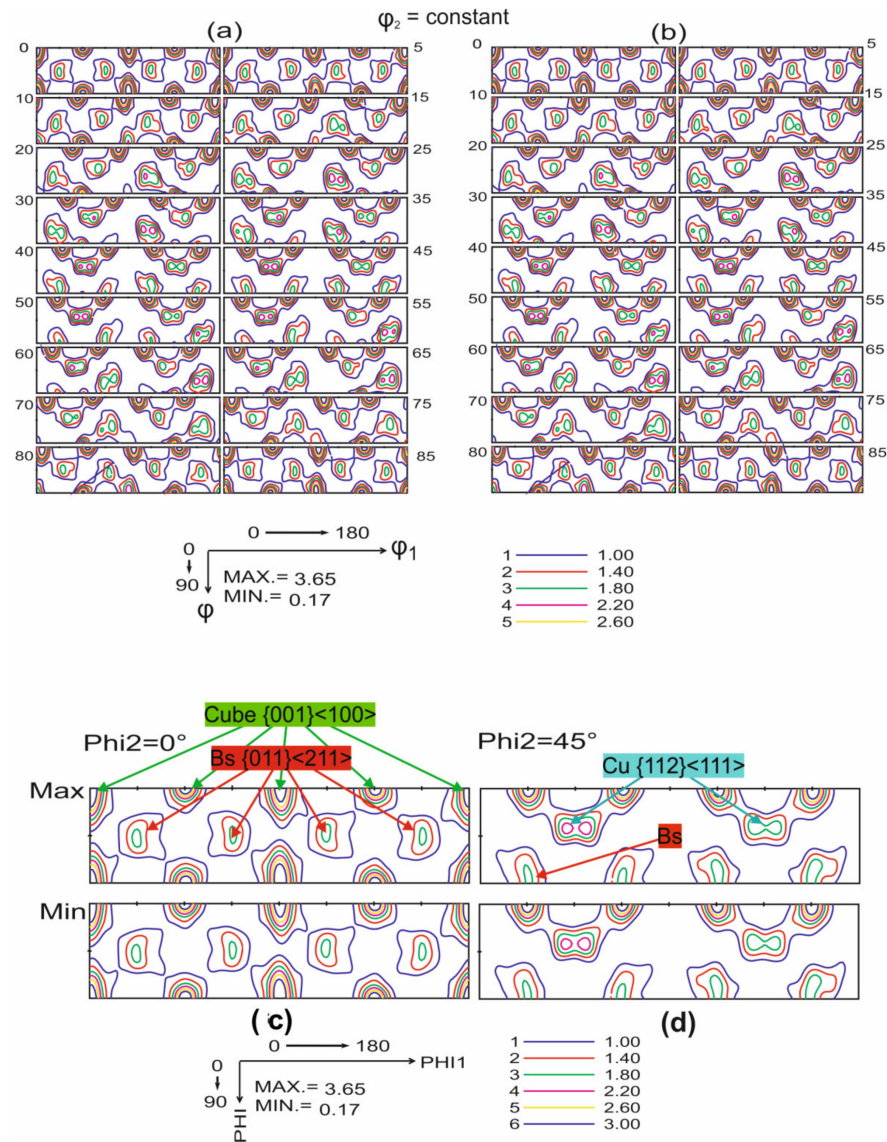 φ₂ = constant
(a) (b)
0 5 0 5
10 15 10 15
20 25 20 25
30 35 30 35
40 45 40 45
50 55 50 55
60 65 60 65
70 75 70 75
80 85 80 85
0 → 180
0 φ₁
90 MAX.= 3.65
MIN.= 0.17
φ
1 1.00
2 1.40
3 1.80
4 2.20
5 2.60
Cube {001}<100>
Phi2=0°
Bs {011}<211>
Phi2=45°
Cu {112}<111>
Max
Bs
Min
(c) (d)
0 → 180
0 PHI1
90 MAX.= 3.65
MIN.= 0.17
PHI
1 1.00
2 1.40
3 1.80
4 2.20
5 2.60
6 3.00